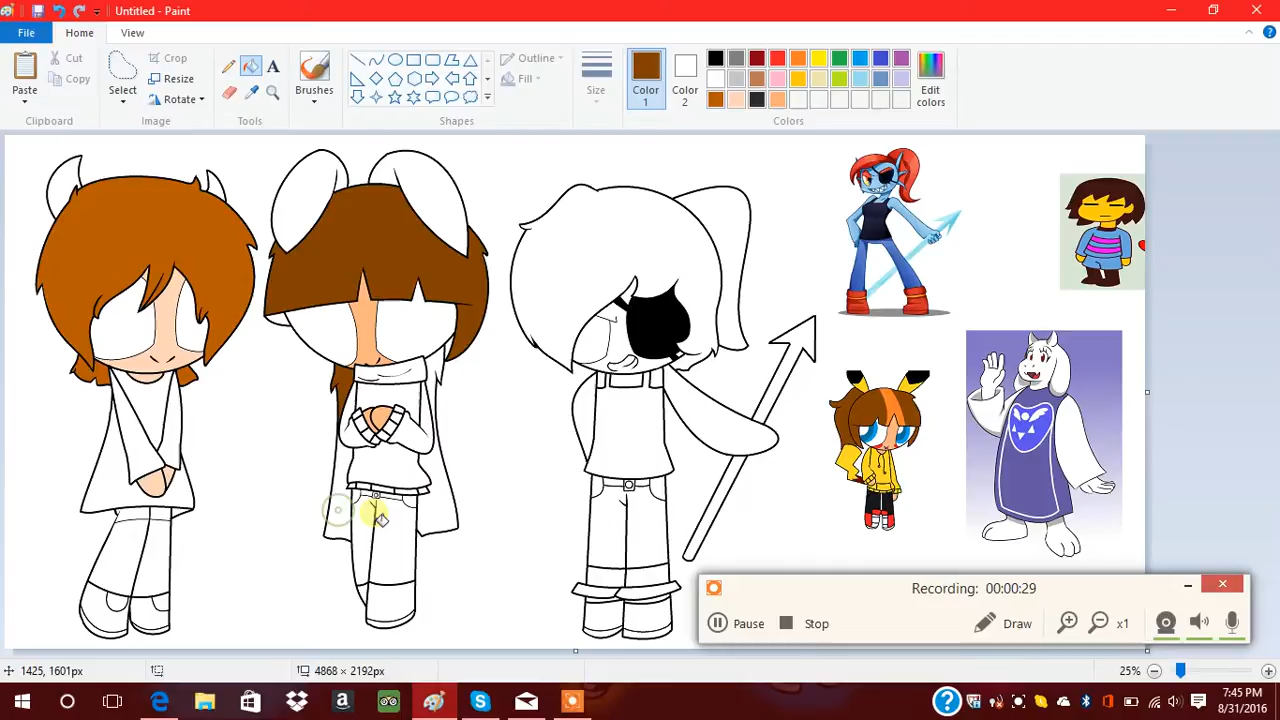 Untitled - Paint
File Home View
Paste Cut Copy
Select Crop Resize Rotate
Brushes
Outline
Fill
Size
Color 1 Color 2
Edit colors
Clipboard Image Tools Shapes Colors
Recording: 00:00:29
Pause Stop Draw x1
1425, 1601px 4868 × 2192px 25%
7:45 PM
8/31/2016